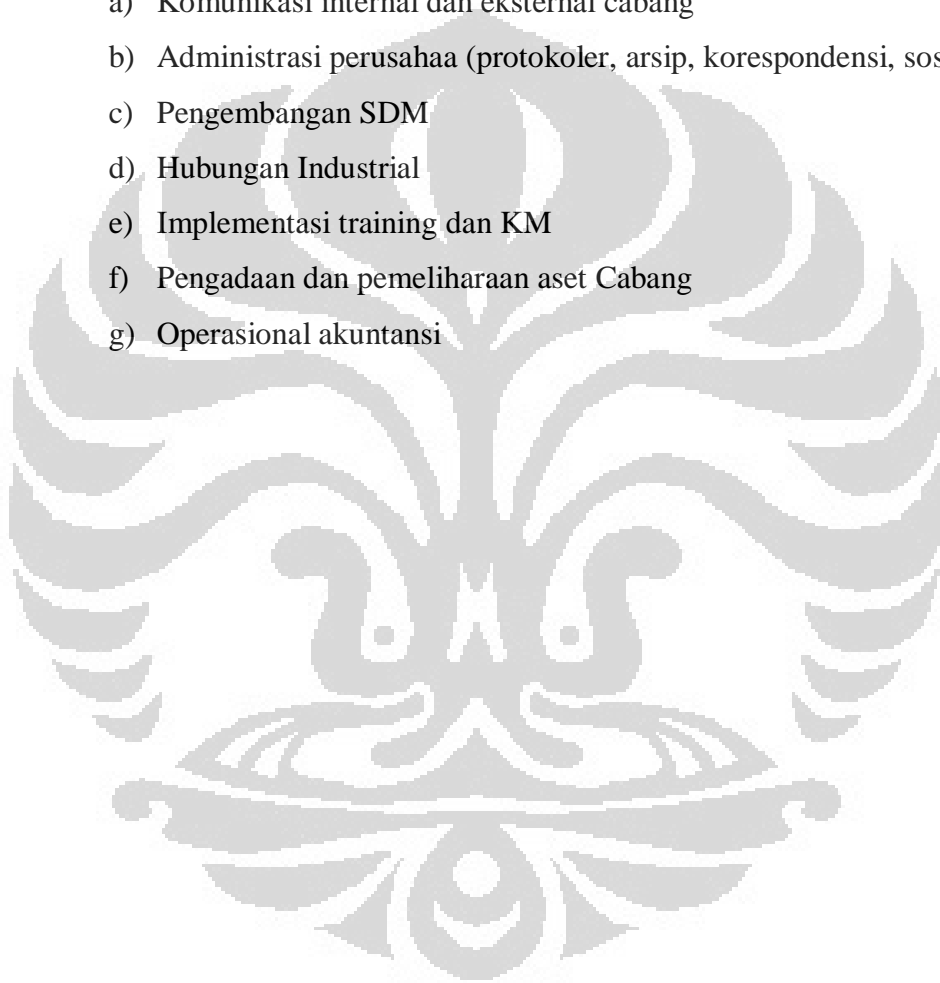 a) Komunikasi internal dan eksternal cabang
b) Administrasi perusahaa (protokoler, arsip, korespondensi, sos
c) Pengembangan SDM
d) Hubungan Industrial
e) Implementasi training dan KM
f) Pengadaan dan pemeliharaan aset Cabang
g) Operasional akuntansi